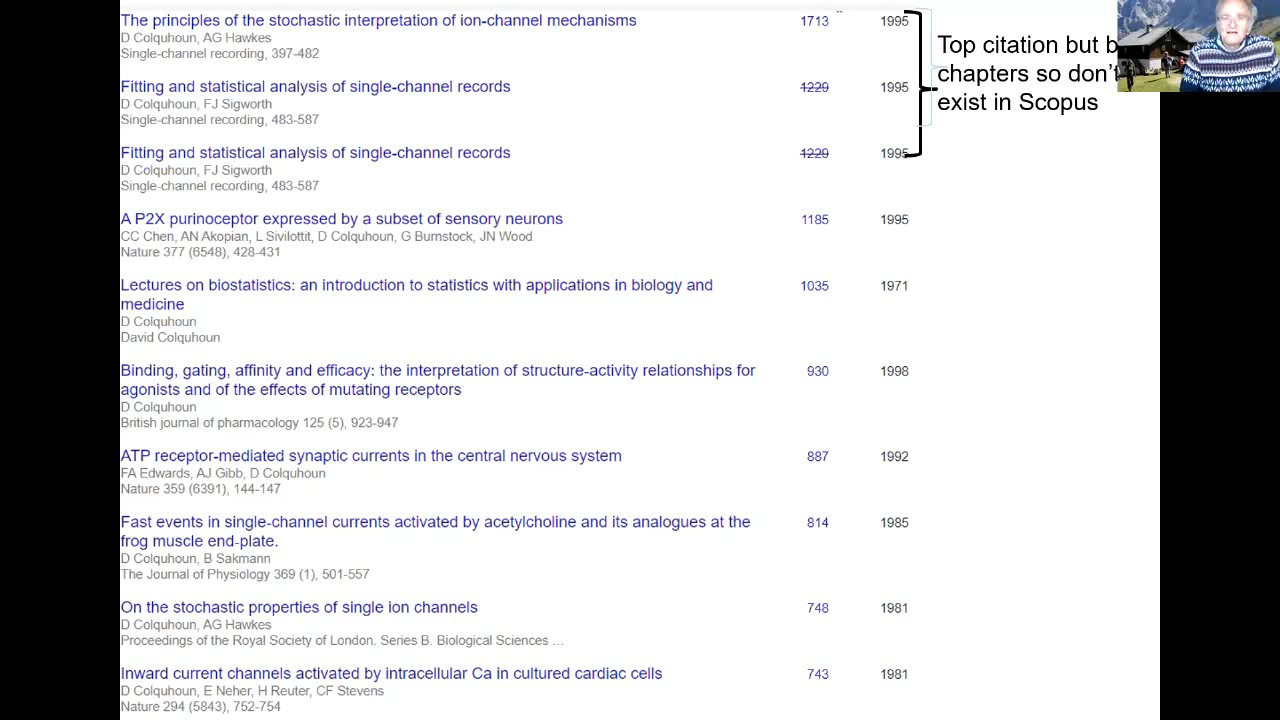 The principles of the stochastic interpretation of ion-channel mechanisms 1713 1995
D Colquhoun, AG Hawkes
Single-channel recording, 397-482
Top citation but b
chapters so don't
exist in Scopus
Fitting and statistical analysis of single-channel records 1229 1995
D Colquhoun, FJ Sigworth
Single-channel recording, 483-587
Fitting and statistical analysis of single-channel records 1229 1995
D Colquhoun, FJ Sigworth
Single-channel recording, 483-587
A P2X purinoceptor expressed by a subset of sensory neurons 1185 1995
CC Chen, AN Akopian, L Sivilottit, D Colquhoun, G Burnstock, JN Wood
Nature 377 (6548), 428-431
Lectures on biostatistics: an introduction to statistics with applications in biology and 1035 1971
medicine
D Colquhoun
David Colquhoun
Binding, gating, affinity and efficacy: the interpretation of structure-activity relationships for 930 1998
agonists and of the effects of mutating receptors
D Colquhoun
British journal of pharmacology 125 (5), 923-947
ATP receptor-mediated synaptic currents in the central nervous system 887 1992
FA Edwards, AJ Gibb, D Colquhoun
Nature 359 (6391), 144-147
Fast events in single-channel currents activated by acetylcholine and its analogues at the 814 1985
frog muscle end-plate.
D Colquhoun, B Sakmann
The Journal of Physiology 369 (1), 501-557
On the stochastic properties of single ion channels 748 1981
D Colquhoun, AG Hawkes
Proceedings of the Royal Society of London. Series B. Biological Sciences …
Inward current channels activated by intracellular Ca in cultured cardiac cells 743 1981
D Colquhoun, E Neher, H Reuter, CF Stevens
Nature 294 (5843), 752-754